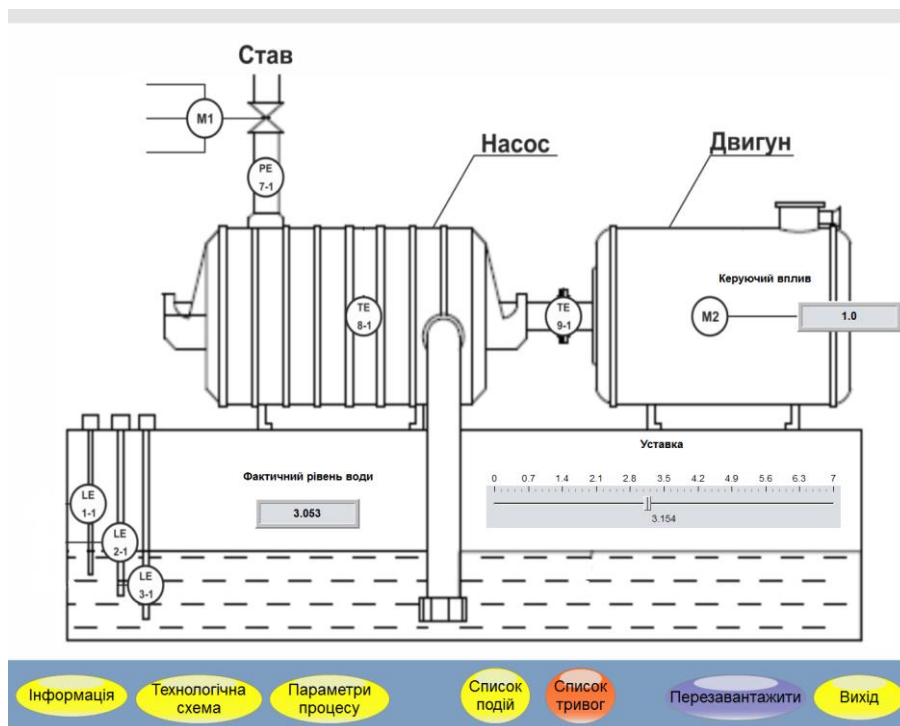 Став
M1
PE
7-1
Насос
Двигун
Керуючий вплив
TE
8-1
TE
9-1
M2
1.0
Уставка
Фактичний рівень води
0 0.7 1.4 2.1 2.8 3.5 4.2 4.9 5.6 6.3 7
3.154
3.053
LE
1-1
LE
2-1
LE
3-1
Інформація
Технологічна
схема
Параметри
процесу
Список
подій
Список
тривог
Перезавантажити
Вихід